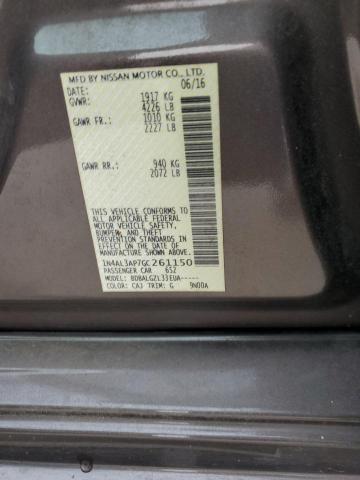 MFD BY NISSAN MOTOR CO., LTD.
DATE: 06/16
GVWR: 1917 KG
4226 LB
GAWR FR.: 1010 KG
2227 LB
GAWR RR.: 940 KG
2072 LB
THIS VEHICLE CONFORMS TO
ALL APPLICABLE FEDERAL
MOTOR VEHICLE SAFETY,
BUMPER, AND THEFT
PREVENTION STANDARDS IN
EFFECT ON THE DATE OF
MANUFACTURE SHOWN ABOVE.
1N4AL3AP7GC261150
PASSENGER CAR 652
MODEL: BDBALGZL33EUA-----
COLOR: CAJ TRIM: G 9N00A